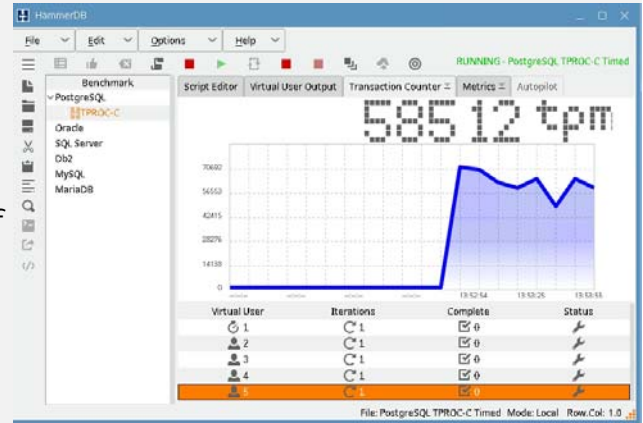 HammerDB
File Edit Options Help
RUNNING - PostgreSQL TPROC-C Timed
Benchmark
PostgreSQL
TPROC-C
Oracle
SQL Server
Db2
MySQL
MariaDB
Script Editor Virtual User Output Transaction Counter Metrics Autopilot
58512 tpm
70692
56553
42415
28276
14138
0
13:52:54 13:53:25 13:53:55
Virtual User Iterations Complete Status
1 1 0
2 1 0
3 1 0
4 1 0
5 1 0
File: PostgreSQL TPROC-C Timed Mode: Local Row.Col: 1.0